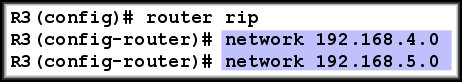 R3(config)# router rip
R3(config-router)# network 192.168.4.0
R3(config-router)# network 192.168.5.0